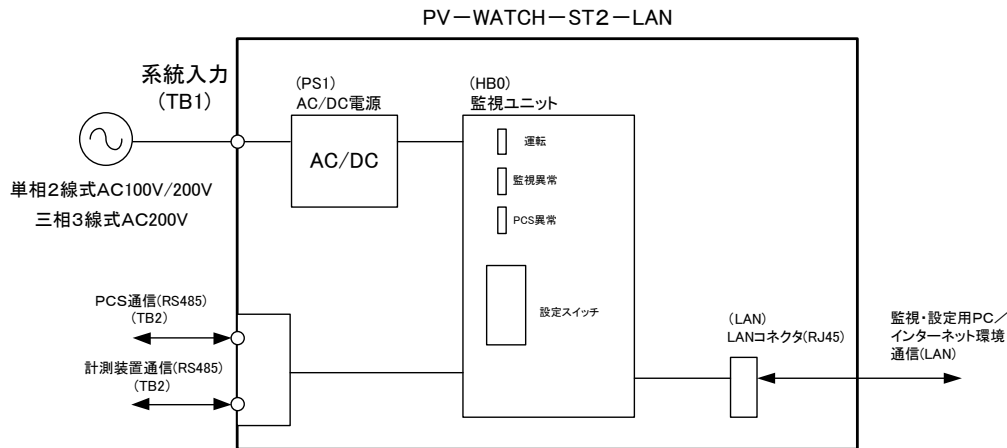 PV－WATCH－ST2－LAN
系統入力
(TB1)
単相2線式AC100V/200V
三相3線式AC200V
(PS1)
AC/DC電源
AC/DC
(HB0)
監視ユニット
運転
監視異常
PCS異常
設定スイッチ
PCS通信(RS485)
(TB2)
計測装置通信(RS485)
(TB2)
(LAN)
LANコネクタ(RJ45)
監視・設定用PC／
インターネット環境
通信(LAN)